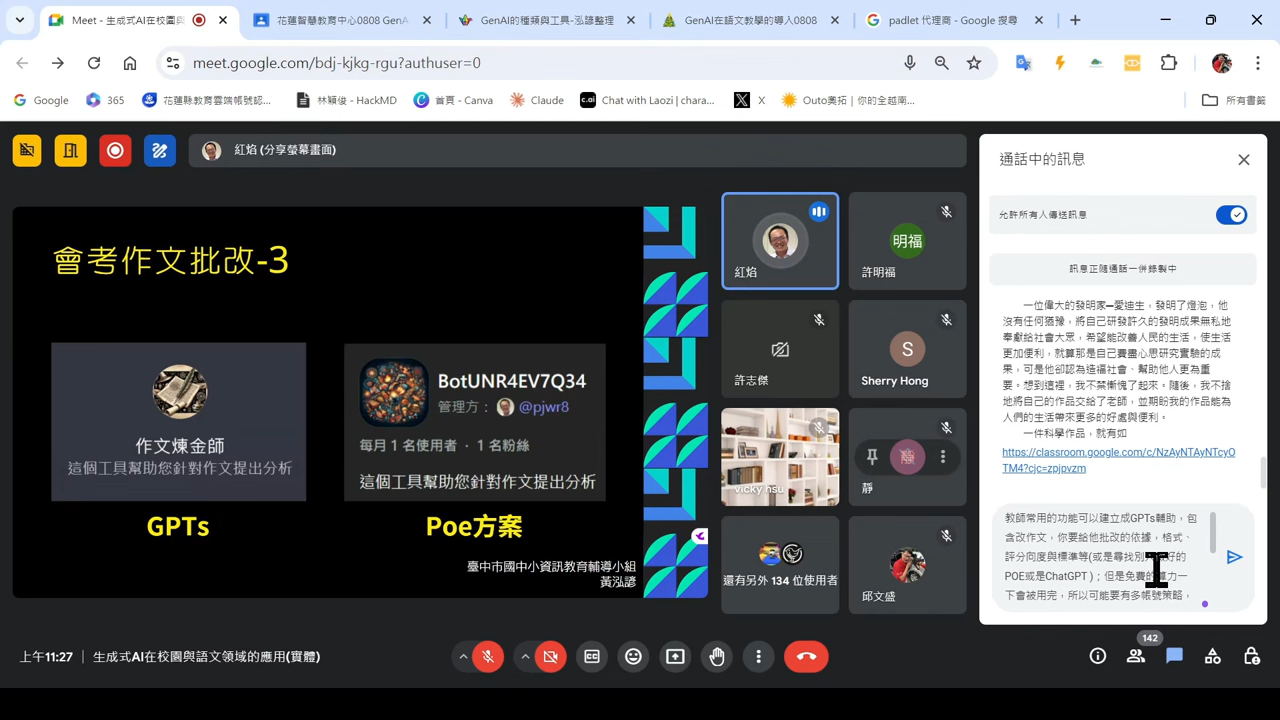 Meet - 生成式AI在校園與
花蓮智慧教育中心0808 GenA
GenAI的種類與工具-泓諺整理
GenAI在語文教學的導入0808
padlet 代理商 - Google 搜尋
meet.google.com/bdj-kjkg-rgu?authuser=0
Google
365
花蓮縣教育雲端帳號認...
林穎俊 - HackMD
首頁 - Canva
Claude
c.ai
Chat with Laozi | chara...
X
Outo奧拓 | 你的全越南...
所有書籤
紅焰 (分享螢幕畫面)
會考作文批改-3
作文煉金師
這個工具幫助您針對作文提出分析
GPTs
BotUNR4EV7Q34
管理方：
@pjwr8
每月 1 名使用者 · 1 名粉絲
這個工具幫助您針對作文提出分析
Poe方案
臺中市國中小資訊教育輔導小組
黃泓諺
紅焰
明福
許明福
許志傑
S
Sherry Hong
vicky hsu
靜
還有另外 134 位使用者
邱文盛
通話中的訊息
允許所有人傳送訊息
訊息正隨通話一併錄製中
一位偉大的發明家─愛迪生，發明了燈泡，他
沒有任何猶豫，將自己研發許久的發明成果無私地
奉獻給社會大眾，希望能改善人民的生活，使生活
更加便利，就算那是自己費盡心思研究實驗的成
果，可是他卻認為造福社會、幫助他人更為重
要。想到這裡，我不禁慚愧了起來。隨後，我不捨
地將自己的作品交給了老師，並期盼我的作品能為
人們的生活帶來更多的好處與便利。
一件科學作品，就有如
https://classroom.google.com/c/NzAyNTAyNTcyO
TM4?cjc=zpjpvzm
教師常用的功能可以建立成GPTs輔助，包
含改作文，你要給他批改的依據，格式、
評分向度與標準等(或是尋找別
好的
POE或是ChatGPT )；但是免費的算力一
下會被用完，所以可能要有多帳號策略，
上午11:27
生成式AI在校園與語文領域的應用(實體)
142